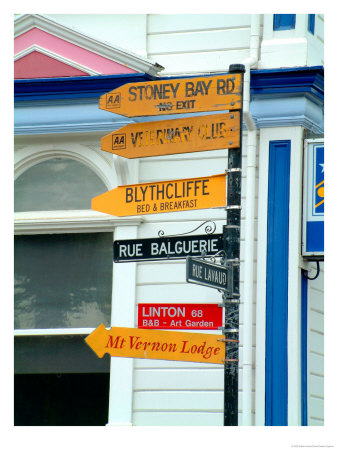 AA STONEY BAY RD
NO EXIT
AA VETERINARY CLUB
BLYTHCLIFFE
BED & BREAKFAST
RUE BALGUERIE
RUE LAVAUD
LINTON 68
B&B - Art Garden
Mt Vernon Lodge